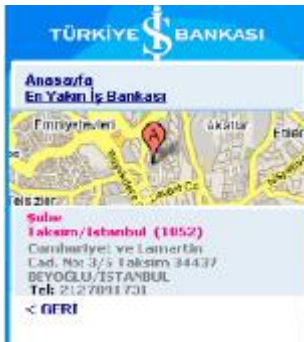 TÜRKİYE İŞ BANKASI
Anasayfa
En Yakın İş Bankası
Emniyetevleri
Akatlar
A
Şube
Taksim/İstanbul (1052)
Cumhuriyet ve Lamartin
Cad. No: 3/5 Taksim 34437
BEYOĞLU/İSTANBUL
Tel:
< GERİ